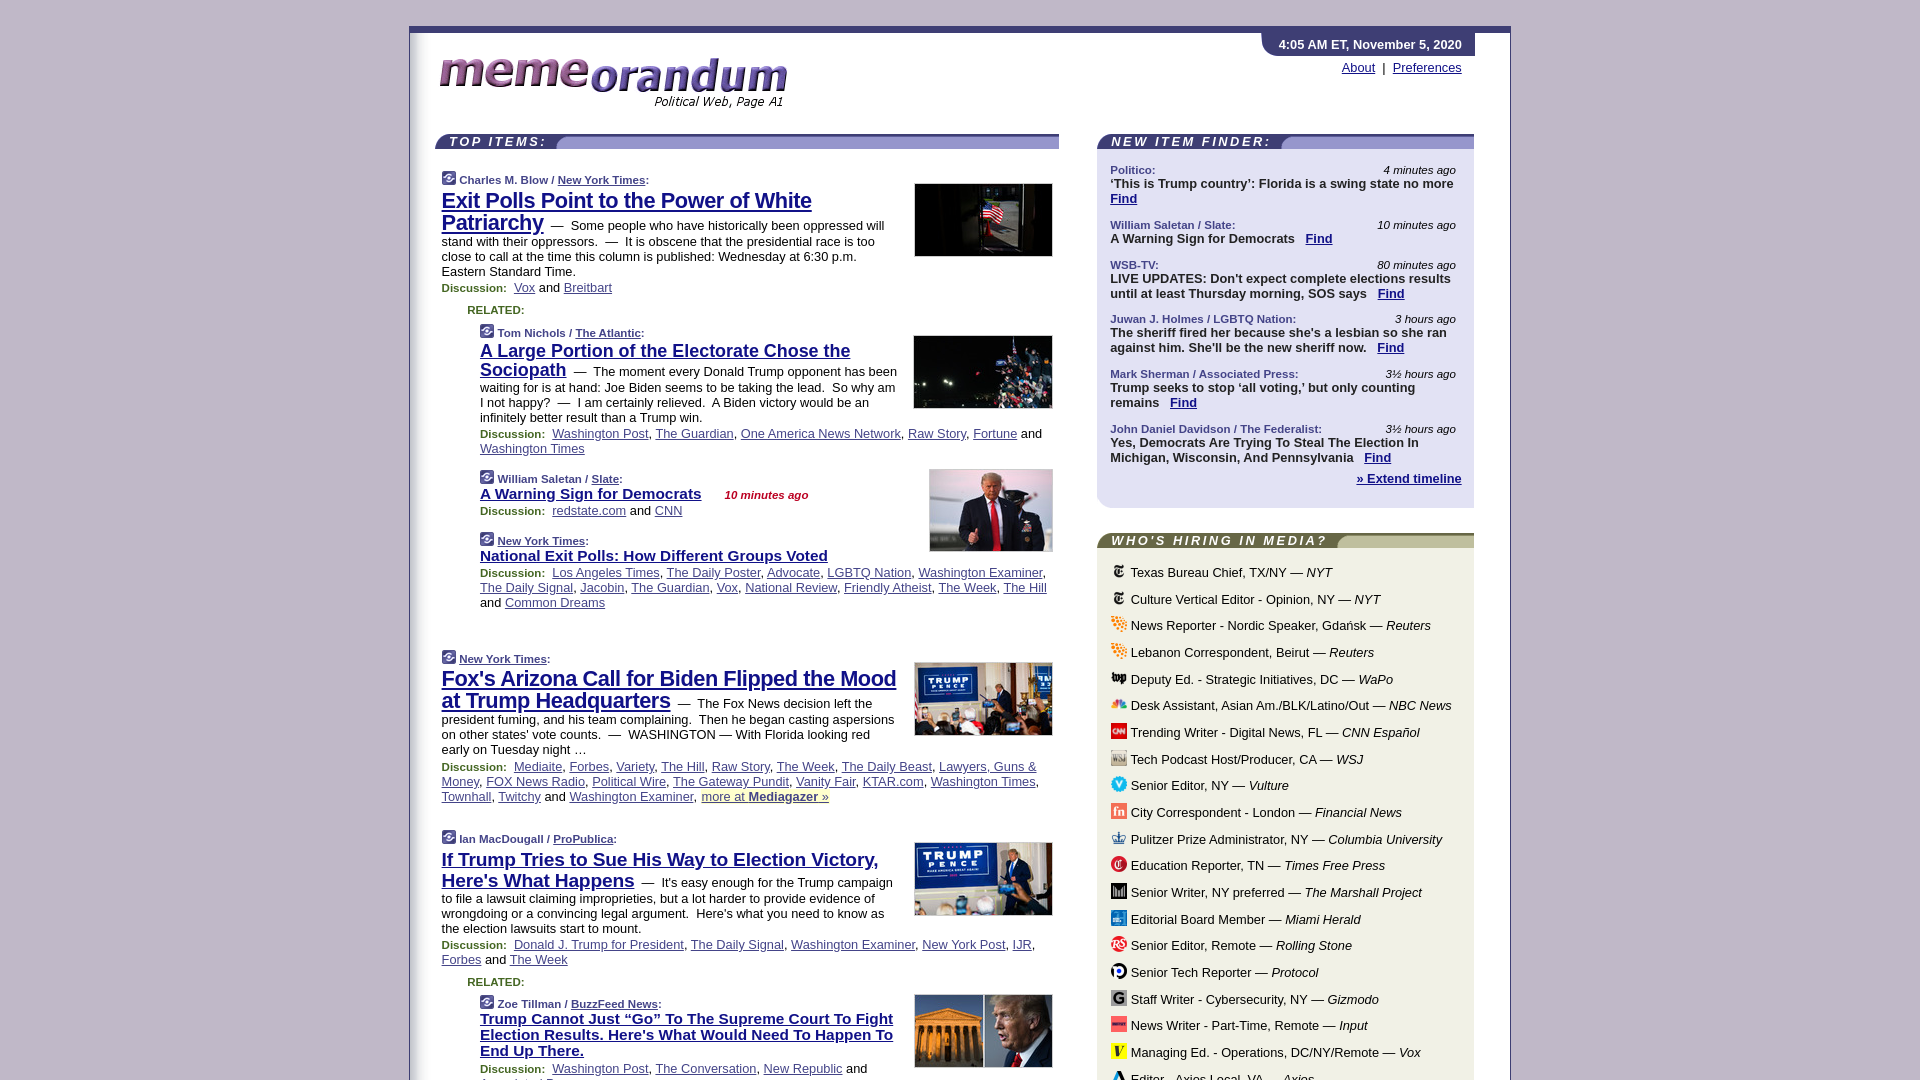 4:05 AM ET, November 5, 2020
memeorandum
About | Preferences
Political Web, Page A1
TOP ITEMS:
Charles M. Blow / New York Times:
Exit Polls Point to the Power of White
Patriarchy — Some people who have historically been oppressed will
stand with their oppressors. — It is obscene that the presidential race is too
close to call at the time this column is published: Wednesday at 6:30 p.m.
Eastern Standard Time.
Discussion: Vox and Breitbart
RELATED:
Tom Nichols / The Atlantic:
A Large Portion of the Electorate Chose the
Sociopath — The moment every Donald Trump opponent has been
waiting for is at hand: Joe Biden seems to be taking the lead. So why am
I not happy? — I am certainly relieved. A Biden victory would be an
infinitely better result than a Trump win.
Discussion: Washington Post, The Guardian, One America News Network, Raw Story, Fortune and
Washington Times
William Saletan / Slate:
A Warning Sign for Democrats 10 minutes ago
Discussion: redstate.com and CNN
New York Times:
National Exit Polls: How Different Groups Voted
Discussion: Los Angeles Times, The Daily Poster, Advocate, LGBTQ Nation, Washington Examiner,
The Daily Signal, Jacobin, The Guardian, Vox, National Review, Friendly Atheist, The Week, The Hill
and Common Dreams
New York Times:
Fox's Arizona Call for Biden Flipped the Mood
at Trump Headquarters — The Fox News decision left the
president fuming, and his team complaining. Then he began casting aspersions
on other states' vote counts. — WASHINGTON — With Florida looking red
early on Tuesday night …
Discussion: Mediaite, Forbes, Variety, The Hill, Raw Story, The Week, The Daily Beast, Lawyers, Guns &
Money, FOX News Radio, Political Wire, The Gateway Pundit, Vanity Fair, KTAR.com, Washington Times,
Townhall, Twitchy and Washington Examiner, more at Mediagazer »
TRUMP
PENCE
Ian MacDougall / ProPublica:
If Trump Tries to Sue His Way to Election Victory,
Here's What Happens — It's easy enough for the Trump campaign
to file a lawsuit claiming improprieties, but a lot harder to provide evidence of
wrongdoing or a convincing legal argument. Here's what you need to know as
the election lawsuits start to mount.
Discussion: Donald J. Trump for President, The Daily Signal, Washington Examiner, New York Post, IJR,
Forbes and The Week
TRUMP
PENCE
RELATED:
Zoe Tillman / BuzzFeed News:
Trump Cannot Just “Go” To The Supreme Court To Fight
Election Results. Here's What Would Need To Happen To
End Up There.
Discussion: Washington Post, The Conversation, New Republic and
NEW ITEM FINDER:
Politico: 4 minutes ago
‘This is Trump country’: Florida is a swing state no more
Find
William Saletan / Slate: 10 minutes ago
A Warning Sign for Democrats Find
WSB-TV: 80 minutes ago
LIVE UPDATES: Don't expect complete elections results
until at least Thursday morning, SOS says Find
Juwan J. Holmes / LGBTQ Nation: 3 hours ago
The sheriff fired her because she's a lesbian so she ran
against him. She'll be the new sheriff now. Find
Mark Sherman / Associated Press: 3½ hours ago
Trump seeks to stop ‘all voting,’ but only counting
remains Find
John Daniel Davidson / The Federalist: 3½ hours ago
Yes, Democrats Are Trying To Steal The Election In
Michigan, Wisconsin, And Pennsylvania Find
» Extend timeline
WHO'S HIRING IN MEDIA?
Texas Bureau Chief, TX/NY — NYT
Culture Vertical Editor - Opinion, NY — NYT
News Reporter - Nordic Speaker, Gdańsk — Reuters
Lebanon Correspondent, Beirut — Reuters
Deputy Ed. - Strategic Initiatives, DC — WaPo
Desk Assistant, Asian Am./BLK/Latino/Out — NBC News
Trending Writer - Digital News, FL — CNN Español
Tech Podcast Host/Producer, CA — WSJ
Senior Editor, NY — Vulture
City Correspondent - London — Financial News
Pulitzer Prize Administrator, NY — Columbia University
Education Reporter, TN — Times Free Press
Senior Writer, NY preferred — The Marshall Project
Editorial Board Member — Miami Herald
Senior Editor, Remote — Rolling Stone
Senior Tech Reporter — Protocol
Staff Writer - Cybersecurity, NY — Gizmodo
News Writer - Part-Time, Remote — Input
Managing Ed. - Operations, DC/NY/Remote — Vox
Editor - Axios Local, VA — Axios